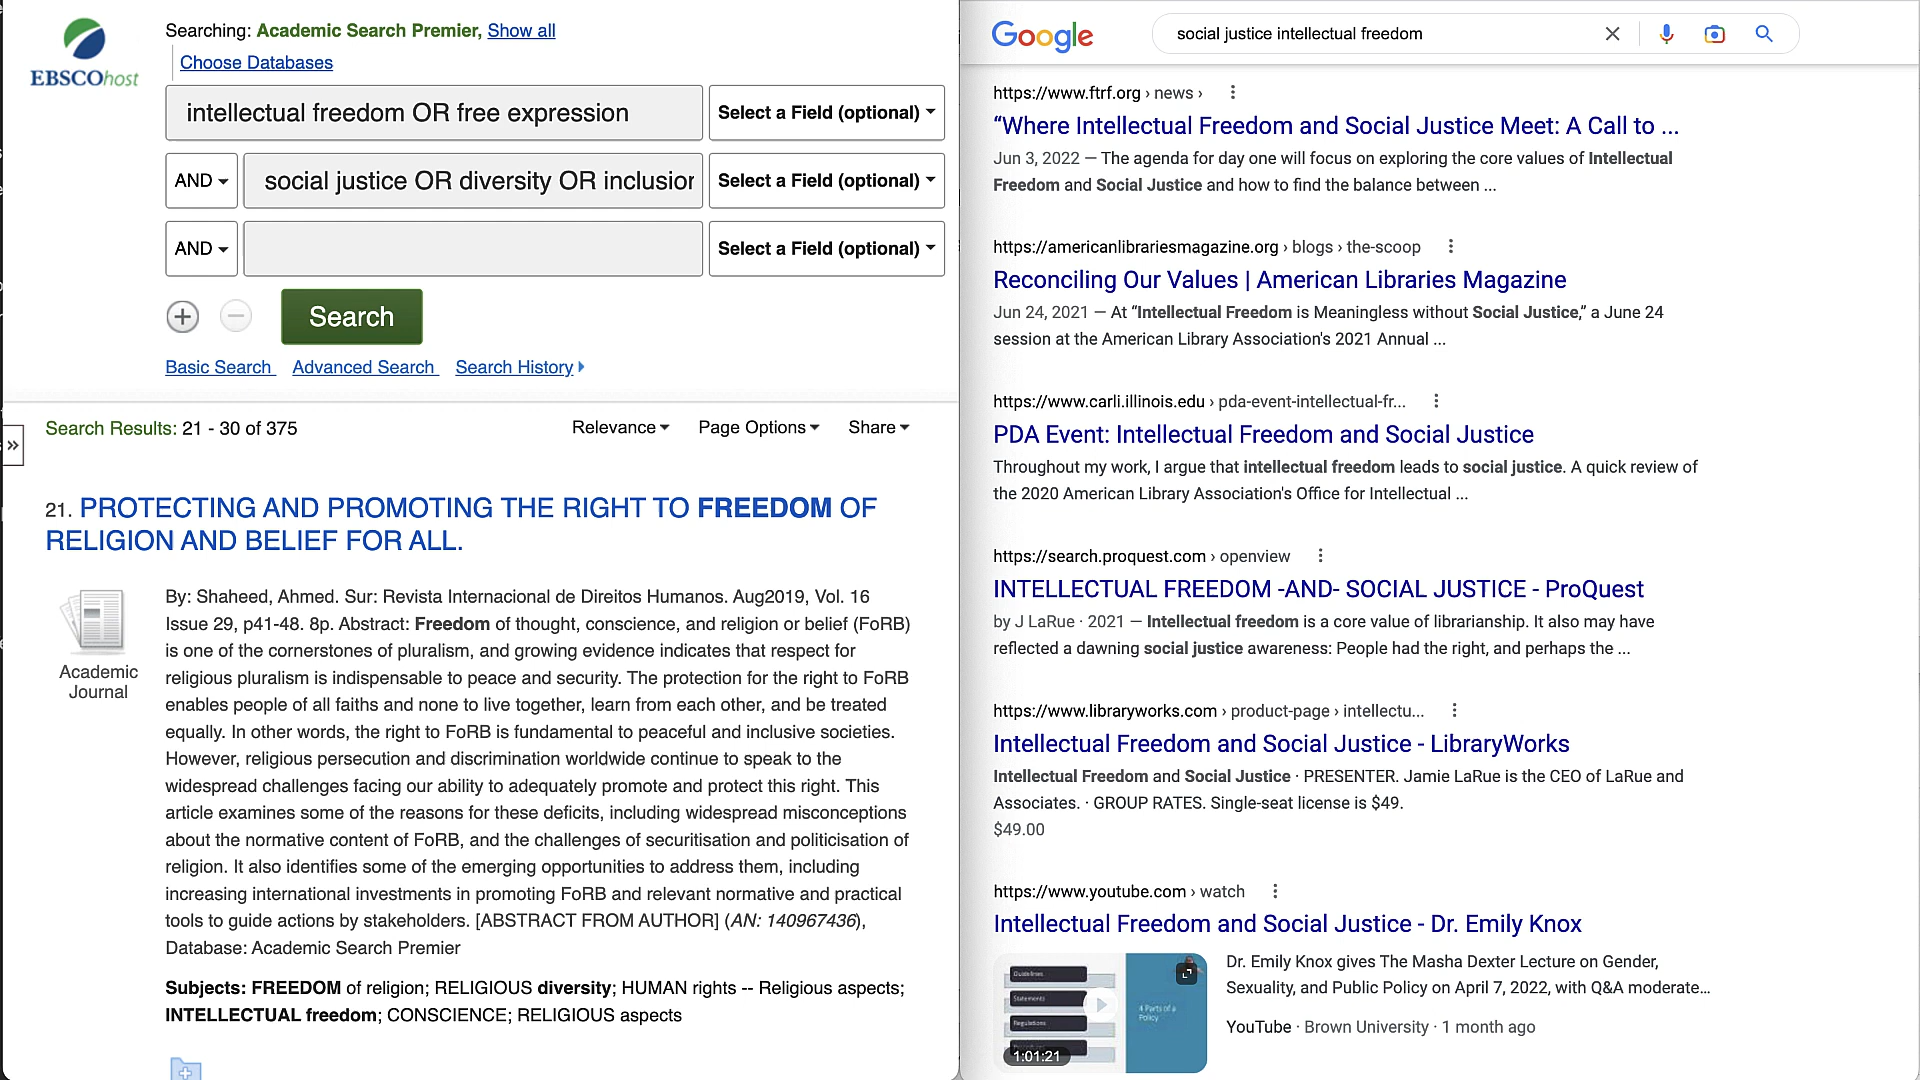 Searching: Academic Search Premier, Show all
Choose Databases
EBSCOhost
intellectual freedom OR free expression
Select a Field (optional)
AND
social justice OR diversity OR inclusion
Select a Field (optional)
AND
Select a Field (optional)
Search
Basic Search Advanced Search Search History
Search Results: 21 - 30 of 375
Relevance Page Options Share
»
21. PROTECTING AND PROMOTING THE RIGHT TO FREEDOM OF
RELIGION AND BELIEF FOR ALL.
Academic
Journal
By: Shaheed, Ahmed. Sur: Revista Internacional de Direitos Humanos. Aug2019, Vol. 16
Issue 29, p41-48. 8p. Abstract: Freedom of thought, conscience, and religion or belief (FoRB)
is one of the cornerstones of pluralism, and growing evidence indicates that respect for
religious pluralism is indispensable to peace and security. The protection for the right to FoRB
enables people of all faiths and none to live together, learn from each other, and be treated
equally. In other words, the right to FoRB is fundamental to peaceful and inclusive societies.
However, religious persecution and discrimination worldwide continue to speak to the
widespread challenges facing our ability to adequately promote and protect this right. This
article examines some of the reasons for these deficits, including widespread misconceptions
about the normative content of FoRB, and the challenges of securitisation and politicisation of
religion. It also identifies some of the emerging opportunities to address them, including
increasing international investments in promoting FoRB and relevant normative and practical
tools to guide actions by stakeholders. [ABSTRACT FROM AUTHOR] (AN: 140967436),
Database: Academic Search Premier
Subjects: FREEDOM of religion; RELIGIOUS diversity; HUMAN rights -- Religious aspects;
INTELLECTUAL freedom; CONSCIENCE; RELIGIOUS aspects
Google
social justice intellectual freedom
https://www.ftrf.org › news ›
“Where Intellectual Freedom and Social Justice Meet: A Call to ...
Jun 3, 2022 — The agenda for day one will focus on exploring the core values of Intellectual
Freedom and Social Justice and how to find the balance between ...
https://americanlibrariesmagazine.org › blogs › the-scoop
Reconciling Our Values | American Libraries Magazine
Jun 24, 2021 — At “Intellectual Freedom is Meaningless without Social Justice,” a June 24
session at the American Library Association's 2021 Annual ...
https://www.carli.illinois.edu › pda-event-intellectual-fr...
PDA Event: Intellectual Freedom and Social Justice
Throughout my work, I argue that intellectual freedom leads to social justice. A quick review of
the 2020 American Library Association's Office for Intellectual ...
https://search.proquest.com › openview
INTELLECTUAL FREEDOM -AND- SOCIAL JUSTICE - ProQuest
by J LaRue · 2021 — Intellectual freedom is a core value of librarianship. It also may have
reflected a dawning social justice awareness: People had the right, and perhaps the ...
https://www.libraryworks.com › product-page › intellectu...
Intellectual Freedom and Social Justice - LibraryWorks
Intellectual Freedom and Social Justice · PRESENTER. Jamie LaRue is the CEO of LaRue and
Associates. · GROUP RATES. Single-seat license is $49.
$49.00
https://www.youtube.com › watch
Intellectual Freedom and Social Justice - Dr. Emily Knox
Guidelines
Statements
Regulations
4 Parts of a
Policy
1:01:21
Dr. Emily Knox gives The Masha Dexter Lecture on Gender,
Sexuality, and Public Policy on April 7, 2022, with Q&A moderate...
YouTube · Brown University · 1 month ago